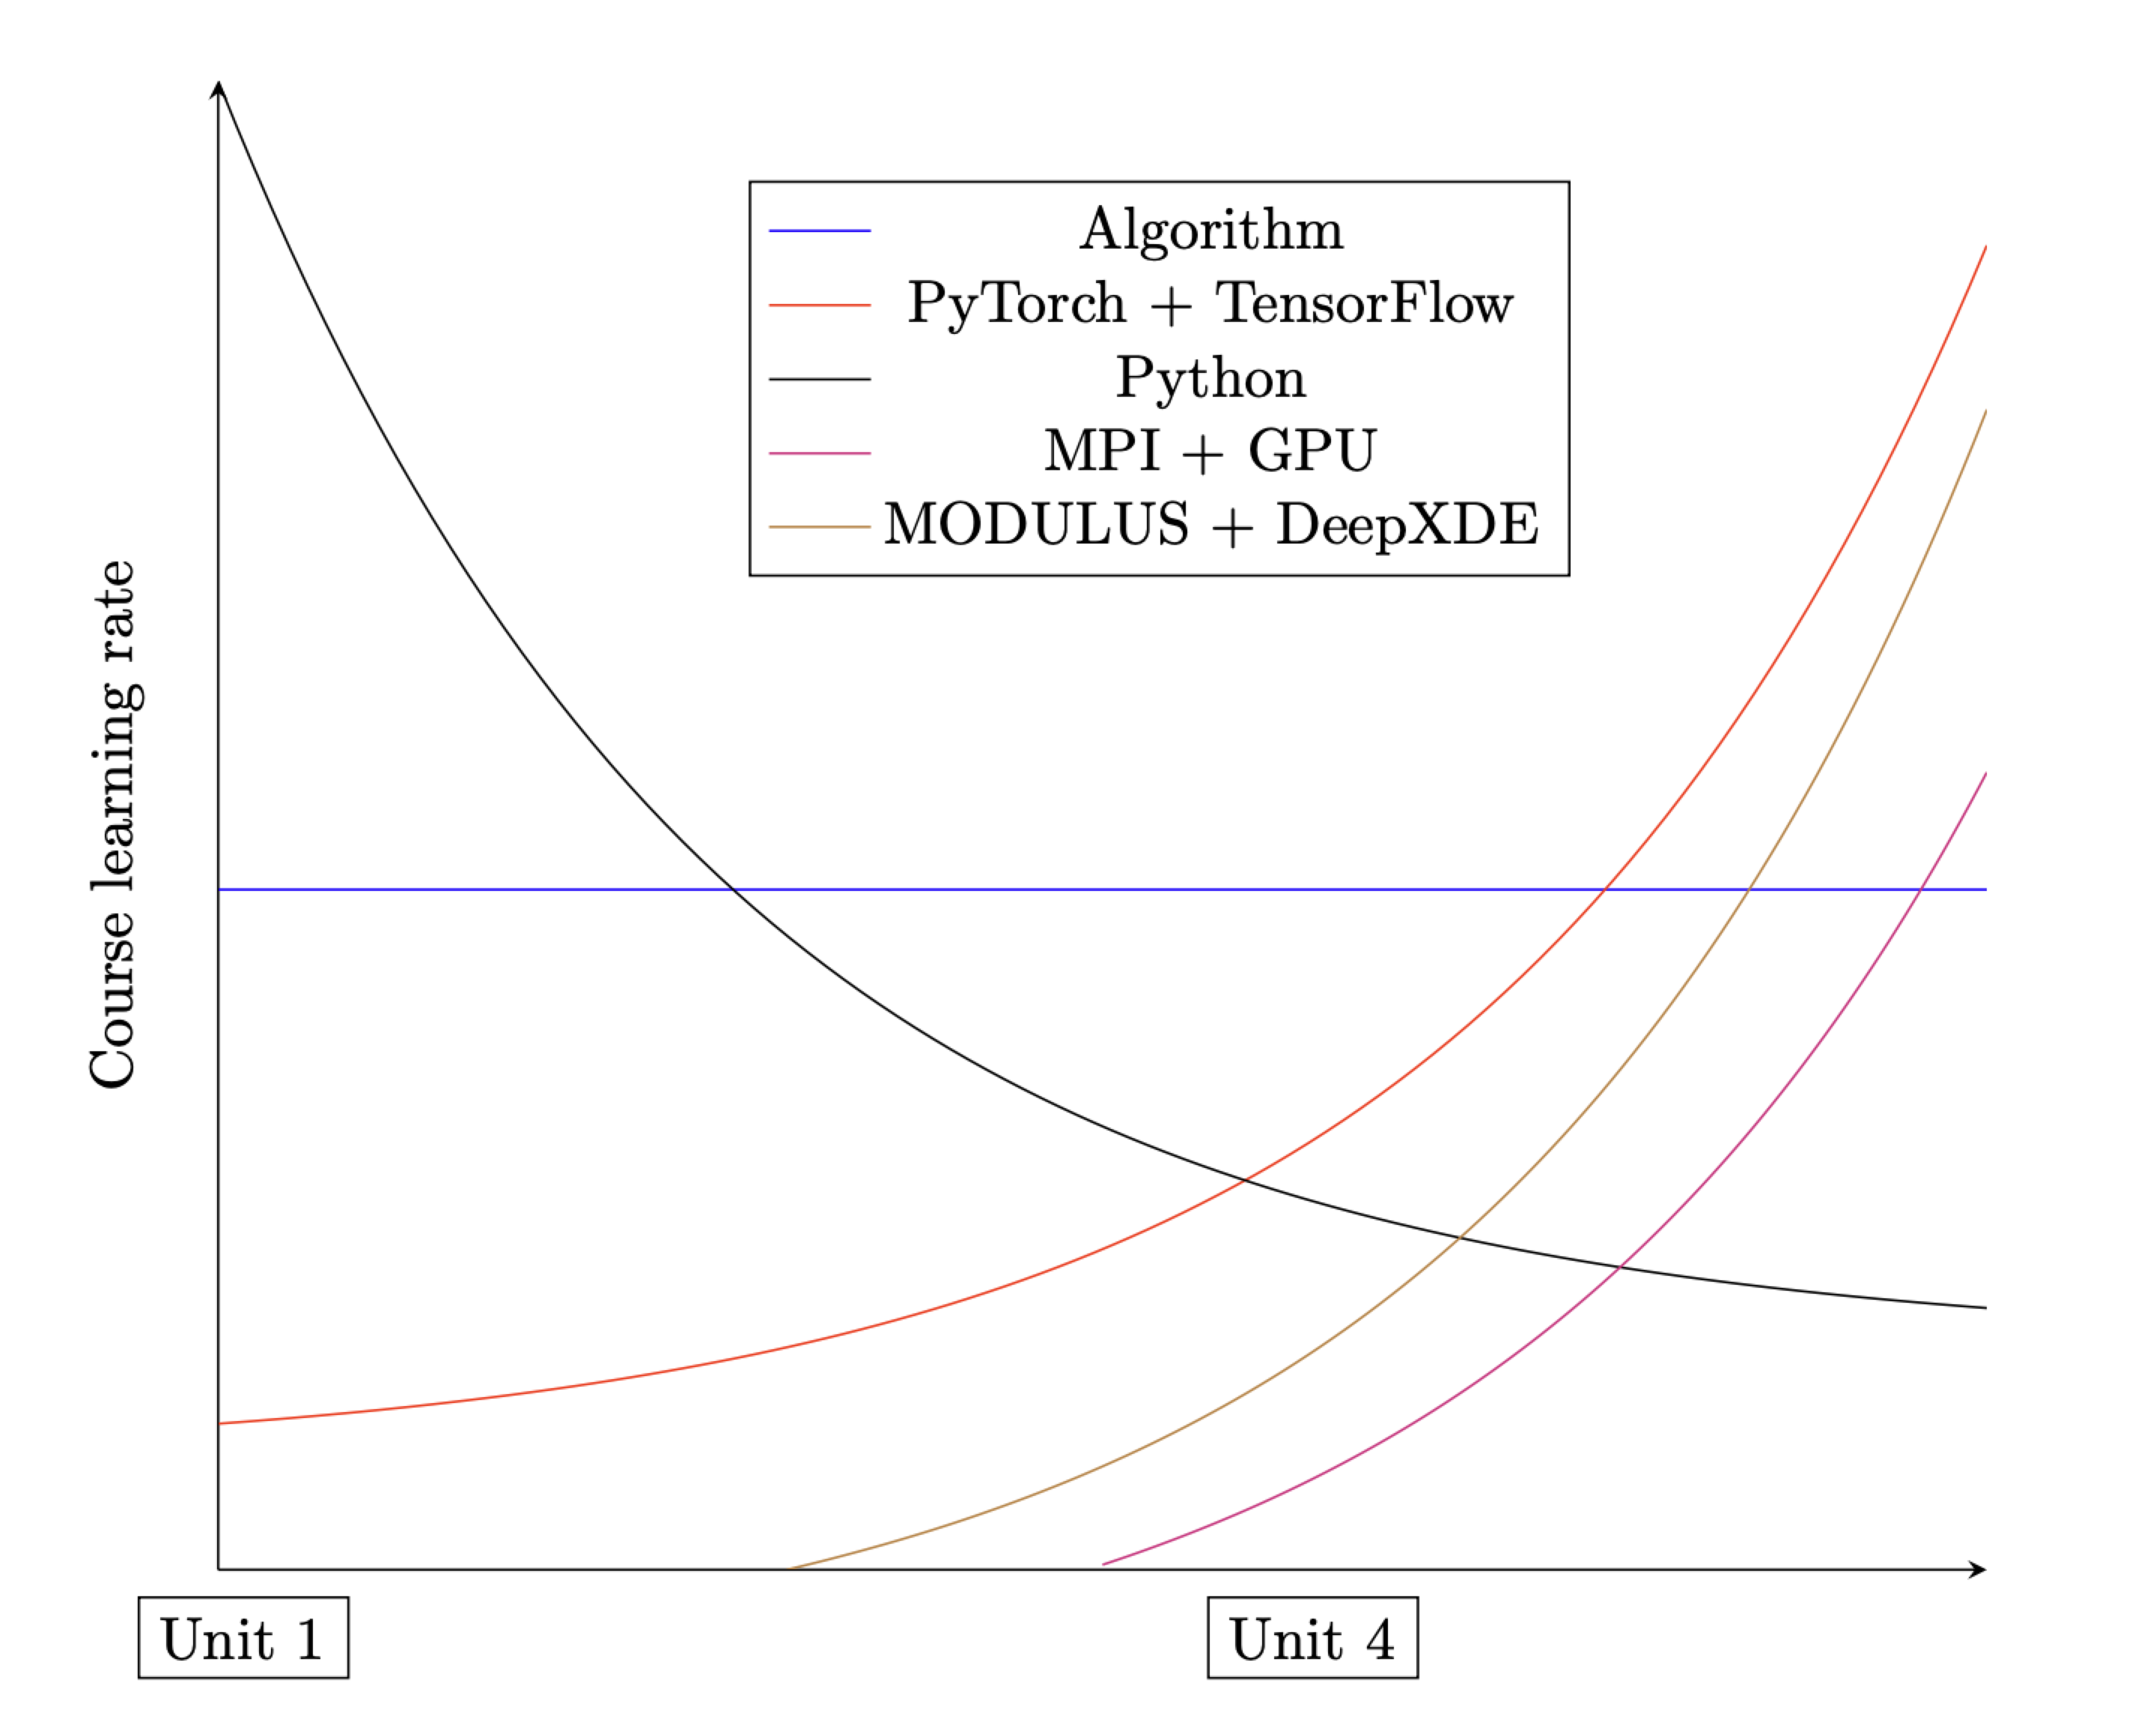 Course learning rate
Algorithm
PyTorch + TensorFlow
Python
MPI + GPU
MODULUS + DeepXDE
Unit 1
Unit 4